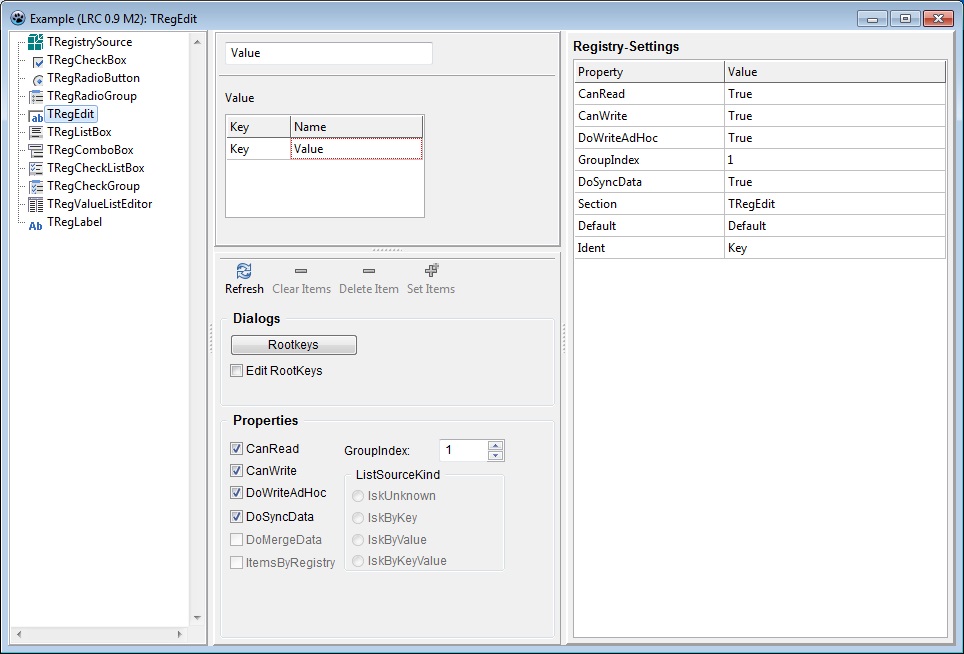 Example (LRC 0.9 M2): TRegEdit
TRegistrySource
TRegCheckBox
TRegRadioButton
TRegRadioGroup
TRegEdit
TRegListBox
TRegComboBox
TRegCheckListBox
TRegCheckGroup
TRegValueListEditor
TRegLabel
Value
Value
Key Name
Key Value
Refresh Clear Items Delete Item Set Items
Dialogs
Rootkeys
Edit RootKeys
Properties
CanRead
CanWrite
DoWriteAdHoc
DoSyncData
DoMergeData
ItemsByRegistry
GroupIndex: 1
ListSourceKind
lskUnknown
lskByKey
lskByValue
lskByKeyValue
Registry-Settings
Property Value
CanRead True
CanWrite True
DoWriteAdHoc True
GroupIndex 1
DoSyncData True
Section TRegEdit
Default Default
Ident Key